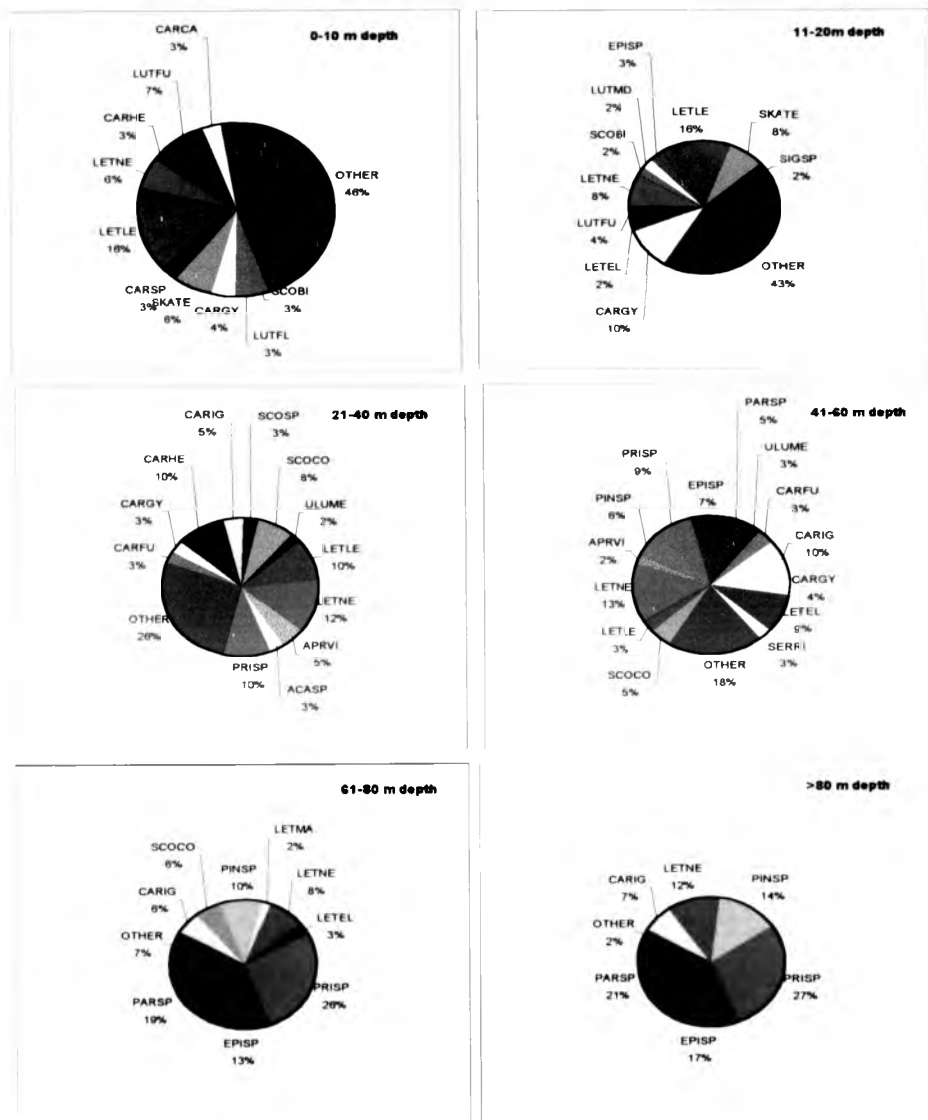 0-10 m depth
CARCA
3%
LUTFU
7%
CARHE
3%
LETNE
6%
LETLE
16%
CARSP
3%
SKATE
6%
CARGY
4%
LUTFL
3%
SCOBI
3%
OTHER
46%
11-20m depth
EPISP
3%
LUTMD
2%
SCOBI
2%
LETNE
8%
LUTFU
4%
LETEL
2%
CARGY
10%
LETLE
16%
SKATE
8%
SIGSP
2%
OTHER
43%
21-40 m depth
CARIG
5%
CARHE
10%
CARGY
3%
CARFU
3%
OTHER
26%
PRISP
10%
SCOSP
3%
SCOCO
8%
ULUME
2%
LETLE
10%
LETNE
12%
APRVI
5%
ACASP
3%
41-60 m depth
PRISP
9%
PINSP
6%
APRVI
2%
LETNE
13%
LETLE
3%
SCOCO
5%
EPISP
7%
PARSP
5%
ULUME
3%
CARFU
3%
CARIG
10%
CARGY
4%
LETEL
9%
SERRI
3%
OTHER
18%
61-80 m depth
SCOCO
6%
CARIG
6%
OTHER
7%
PARSP
19%
EPISP
13%
PINSP
10%
LETMA
2%
LETNE
8%
LETEL
3%
PRISP
26%
>80 m depth
CARIG
7%
OTHER
2%
PARSP
21%
EPISP
17%
LETNE
12%
PINSP
14%
PRISP
27%